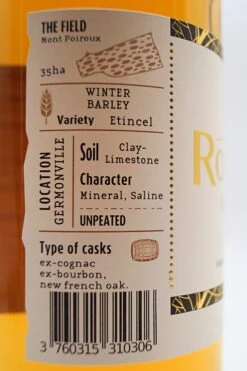 THE FIELD
Mont Poiroux
35ha
WINTER
BARLEY
Variety Etincel
LOCATION
GERMONVILLE
Soil Clay-
Limestone
Character
Mineral, Saline
UNPEATED
Type of casks
ex-cognac
ex-bourbon,
new french oak.
3 760315 310306